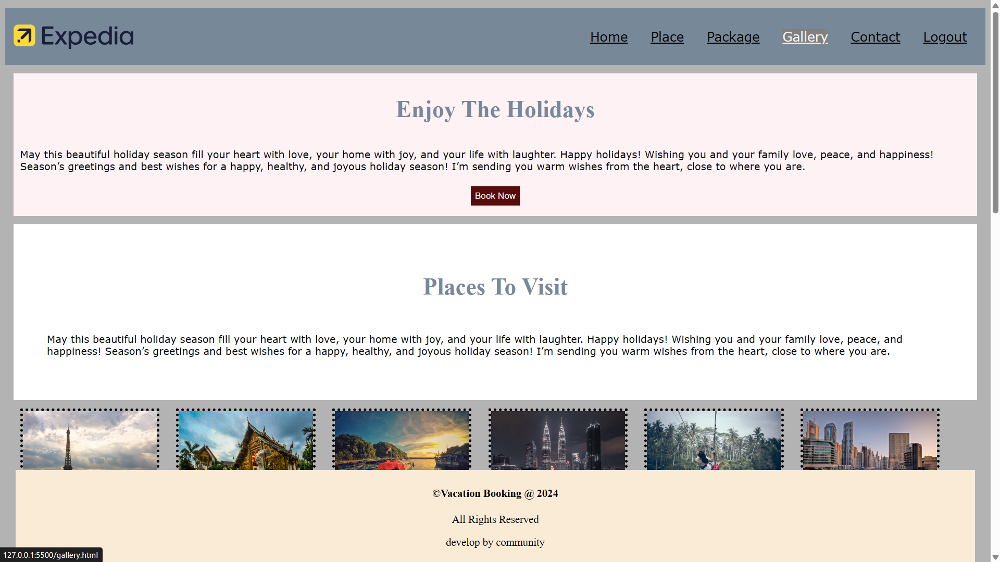 Expedia
Home Place Package Gallery Contact Logout
Enjoy The Holidays
May this beautiful holiday season fill your heart with love, your home with joy, and your life with laughter. Happy holidays! Wishing you and your family love, peace, and happiness!
Season’s greetings and best wishes for a happy, healthy, and joyous holiday season! I’m sending you warm wishes from the heart, close to where you are.
Book Now
Places To Visit
May this beautiful holiday season fill your heart with love, your home with joy, and your life with laughter. Happy holidays! Wishing you and your family love, peace, and
happiness! Season’s greetings and best wishes for a happy, healthy, and joyous holiday season! I’m sending you warm wishes from the heart, close to where you are.
©Vacation Booking @ 2024
All Rights Reserved
develop by community
127.0.0.1:5500/gallery.html